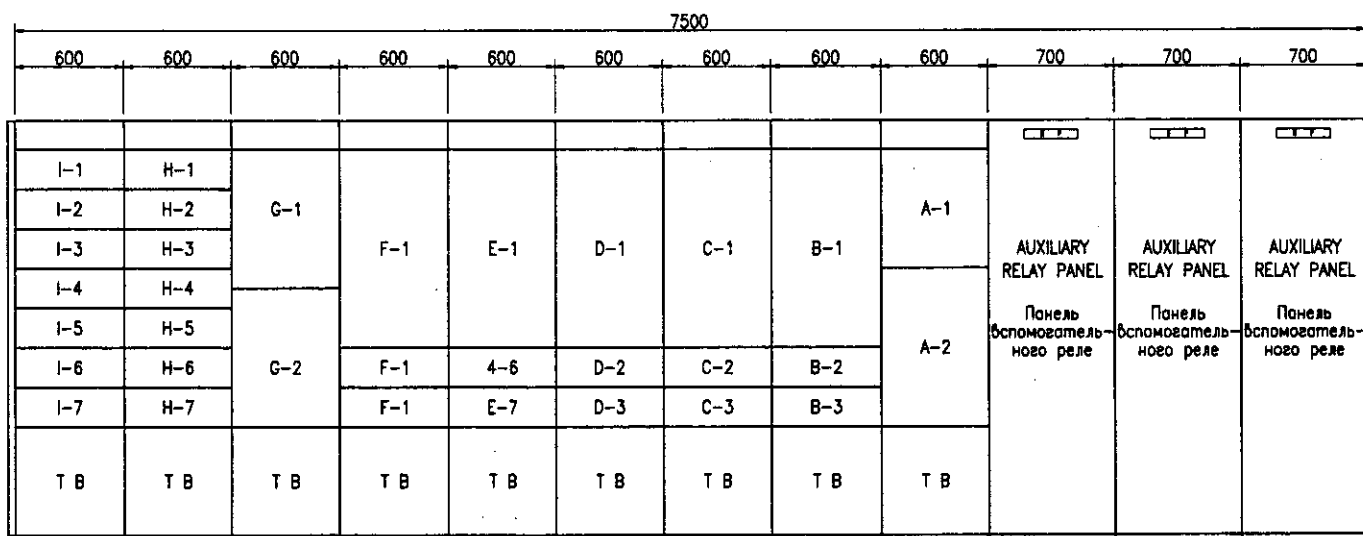 7500
600 600 600 600 600 600 600 600 600 700 700 700
I-1 H-1
I-2 H-2 G-1 A-1
I-3 H-3 F-1 E-1 D-1 C-1 B-1 AUXILIARY AUXILIARY AUXILIARY
RELAY PANEL RELAY PANEL RELAY PANEL
I-4 H-4
I-5 H-5 Панель Панель Панель
вспомогатель- вспомогатель- вспомогатель-
ного реле ного реле ного реле
A-2
I-6 H-6 G-2 F-1 4-6 D-2 C-2 B-2
I-7 H-7 F-1 E-7 D-3 C-3 B-3
T B T B T B T B T B T B T B T B T B